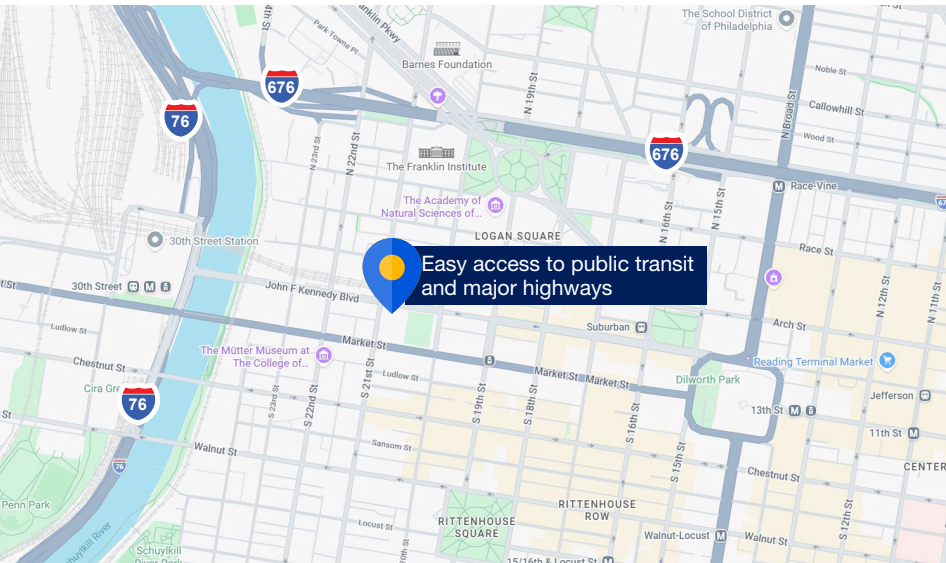 The School District
of Philadelphia
24th St
Franklin Pkwy
Park Towne Pl
Barnes Foundation
Noble St
676
N 19th St
76
N Broad St
Callowhill St
Wood St
N 23rd St
N 22nd St
The Franklin Institute
676
Race-Vine
The Academy of
Natural Sciences of...
N 16th St
N 15th St
30th Street Station
LOGAN SQUARE
Race St
Easy access to public transit
and major highways
30th Street
John F Kennedy Blvd
N 12th St
N 11th St
Ludlow St
Suburban
Arch St
Market St
The Mütter Museum at
The College of...
Reading Terminal Market
Chestnut St
Ludlow St
Market St
Market St
Dilworth Park
Cira Gre
76
S 23rd St
S 22nd St
S 21st St
S 19th St
S 18th St
S 16th St
Jefferson
13th St
11th St
Walnut St
Sansom St
S 15th St
76
Chestnut St
CENTER
Penn Park
Locust St
RITTENHOUSE
SQUARE
RITTENHOUSE
ROW
S 12th St
Walnut-Locust
Walnut St
Schuylkill River
Schuylkill
River Park
15/16th & Locust St